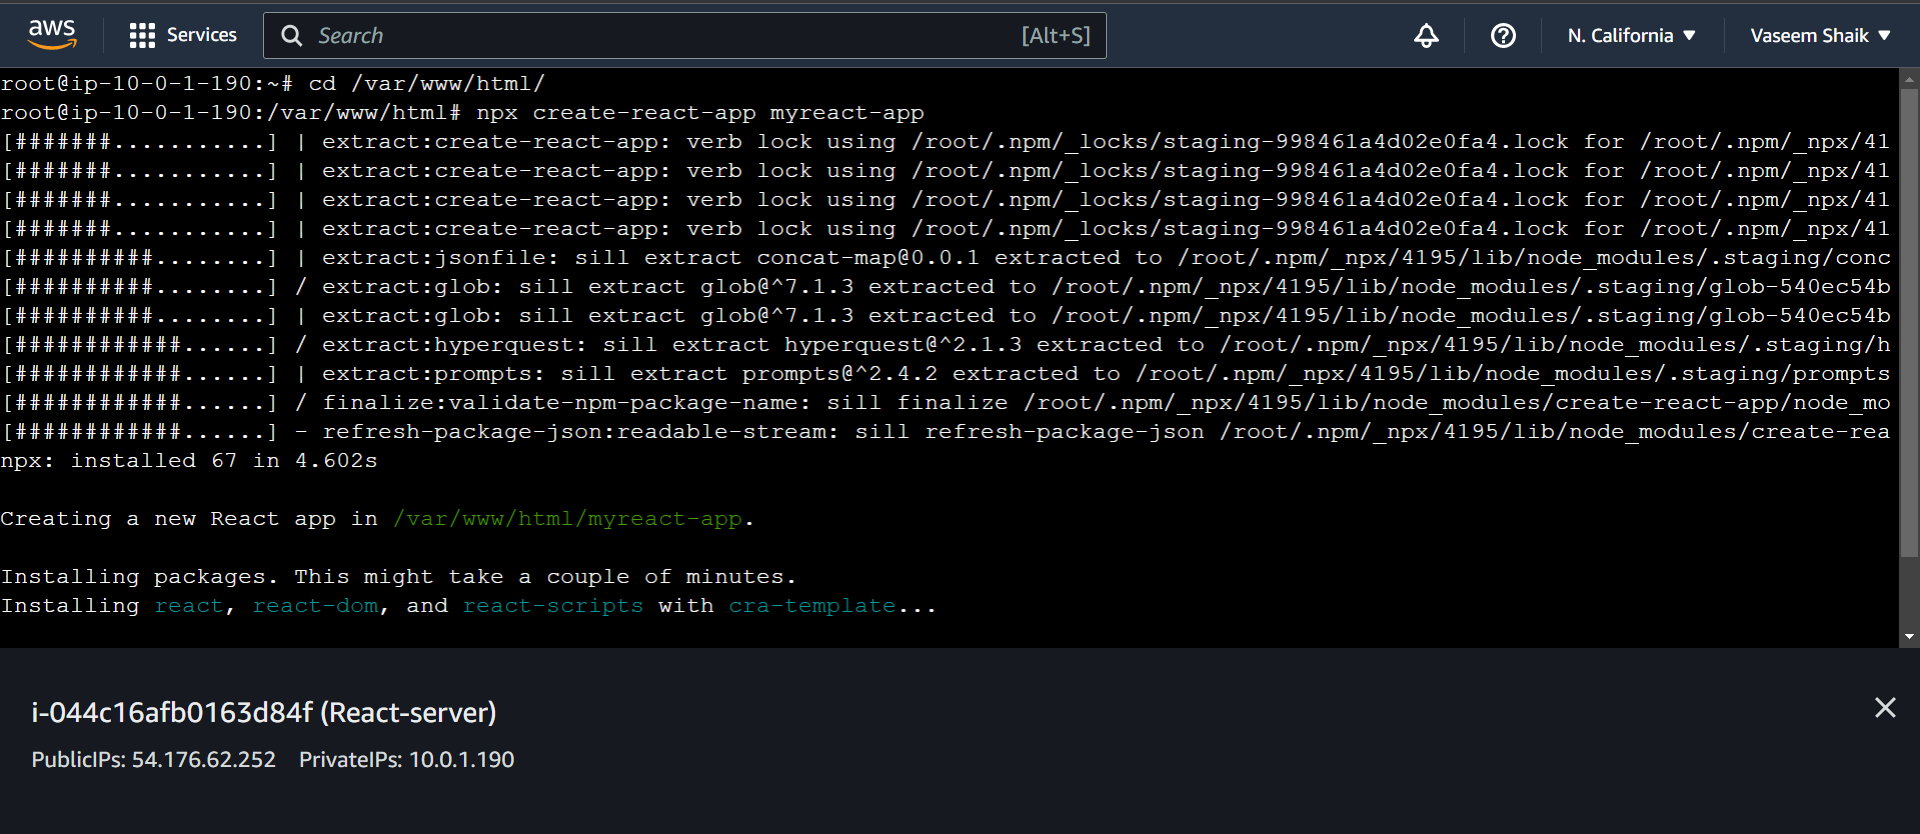 aws Services Search [Alt+S] N. California Vaseem Shaik
root@ip-10-0-1-190:~# cd /var/www/html/
root@ip-10-0-1-190:/var/www/html# npx create-react-app myreact-app
[#######...........] | extract:create-react-app: verb lock using /root/.npm/_locks/staging-998461a4d02e0fa4.lock for /root/.npm/_npx/41
[#######...........] | extract:create-react-app: verb lock using /root/.npm/_locks/staging-998461a4d02e0fa4.lock for /root/.npm/_npx/41
[#######...........] | extract:create-react-app: verb lock using /root/.npm/_locks/staging-998461a4d02e0fa4.lock for /root/.npm/_npx/41
[#######...........] | extract:create-react-app: verb lock using /root/.npm/_locks/staging-998461a4d02e0fa4.lock for /root/.npm/_npx/41
[##########........] | extract:jsonfile: sill extract concat-map@0.0.1 extracted to /root/.npm/_npx/4195/lib/node_modules/.staging/conc
[##########........] / extract:glob: sill extract glob@^7.1.3 extracted to /root/.npm/_npx/4195/lib/node_modules/.staging/glob-540ec54b
[##########........] | extract:glob: sill extract glob@^7.1.3 extracted to /root/.npm/_npx/4195/lib/node_modules/.staging/glob-540ec54b
[############......] / extract:hyperquest: sill extract hyperquest@^2.1.3 extracted to /root/.npm/_npx/4195/lib/node_modules/.staging/h
[############......] | extract:prompts: sill extract prompts@^2.4.2 extracted to /root/.npm/_npx/4195/lib/node_modules/.staging/prompts
[############......] / finalize:validate-npm-package-name: sill finalize /root/.npm/_npx/4195/lib/node_modules/create-react-app/node_mo
[############......] - refresh-package-json:readable-stream: sill refresh-package-json /root/.npm/_npx/4195/lib/node_modules/create-rea
npx: installed 67 in 4.602s
Creating a new React app in /var/www/html/myreact-app.
Installing packages. This might take a couple of minutes.
Installing react, react-dom, and react-scripts with cra-template...
i-044c16afb0163d84f (React-server)
PublicIPs: 54.176.62.252 PrivateIPs: 10.0.1.190